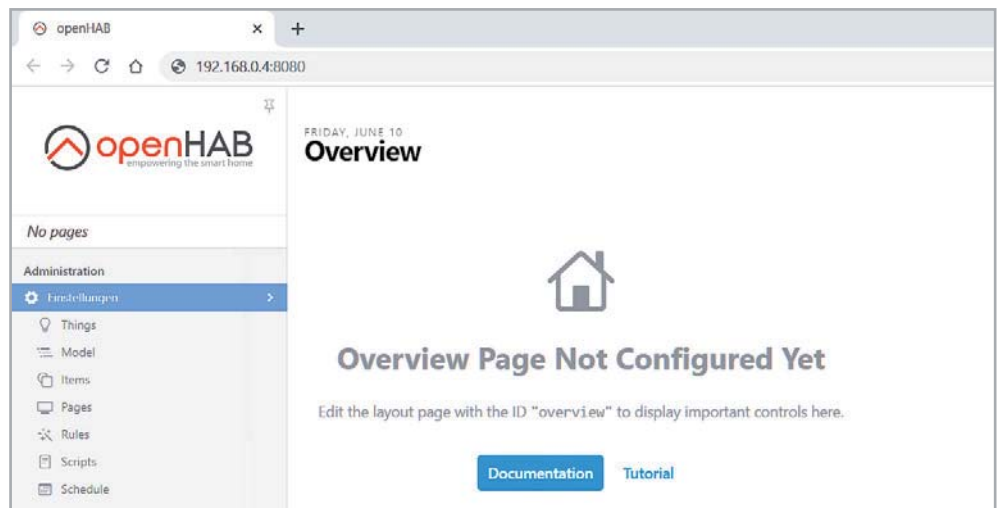 openHAB
192.168.0.4:8080
openHAB
empowering the smart home
FRIDAY, JUNE 10
Overview
No pages
Administration
Einstellungen
Things
Model
Items
Pages
Rules
Scripts
Schedule
Overview Page Not Configured Yet
Edit the layout page with the ID "overview" to display important controls here.
Documentation Tutorial